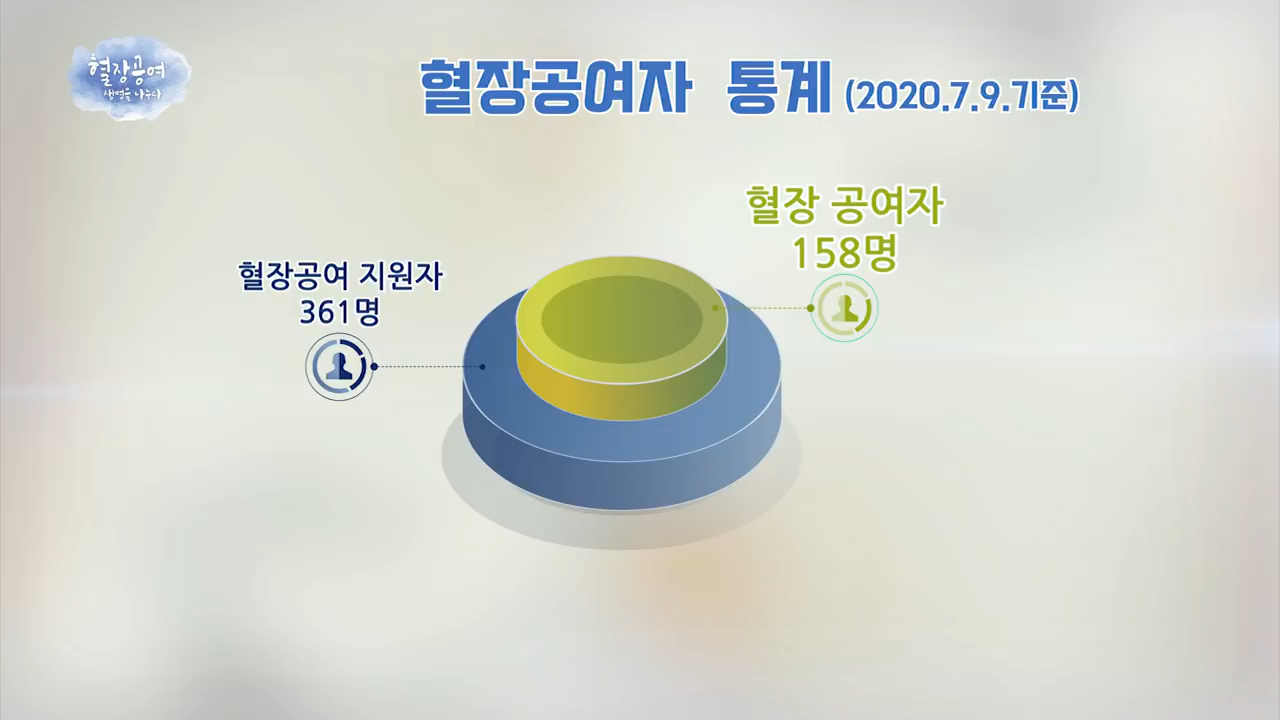 혈장공여
생명을 나누다
혈장공여자 통계 (2020.7.9.기준)
혈장 공여자
158명
혈장공여 지원자
361명